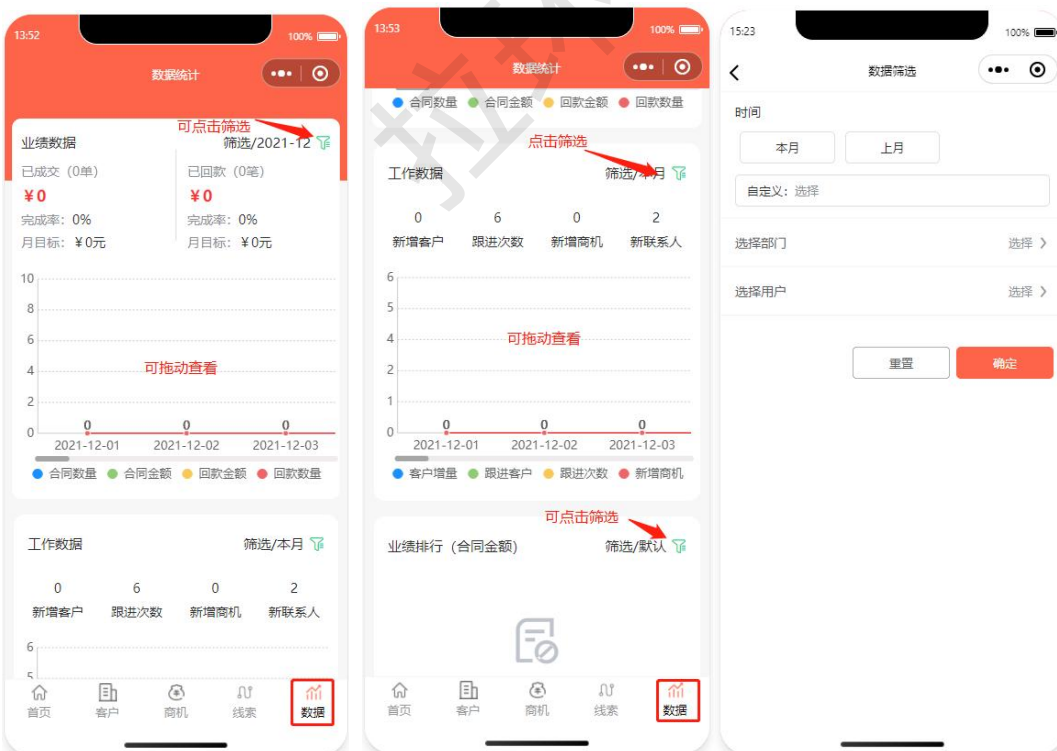 13:52
100%
数据统计
业绩数据
可点击筛选
筛选/2021-12
已成交（0单）
已回款（0笔）
￥0
￥0
完成率：0%
完成率：0%
月目标：￥0元
月目标：￥0元
10
8
6
可拖动查看
4
2
0
0
0
0
2021-12-01
2021-12-02
2021-12-03
合同数量
合同金额
回款金额
回款数量
工作数据
筛选/本月
0
6
0
2
新增客户
跟进次数
新增商机
新联系人
6
5
首页
客户
商机
线索
数据
13:53
100%
数据统计
合同数量
合同金额
回款金额
回款数量
点击筛选
工作数据
筛选/本月
0
6
0
2
新增客户
跟进次数
新增商机
新联系人
6
5
4
可拖动查看
2
1
0
0
0
0
2021-12-01
2021-12-02
2021-12-03
客户增量
跟进客户
跟进次数
新增商机
可点击筛选
业绩排行（合同金额）
筛选/默认
首页
客户
商机
线索
数据
15:23
100%
数据筛选
时间
本月
上月
自定义：选择
选择部门
选择
选择用户
选择
重置
确定